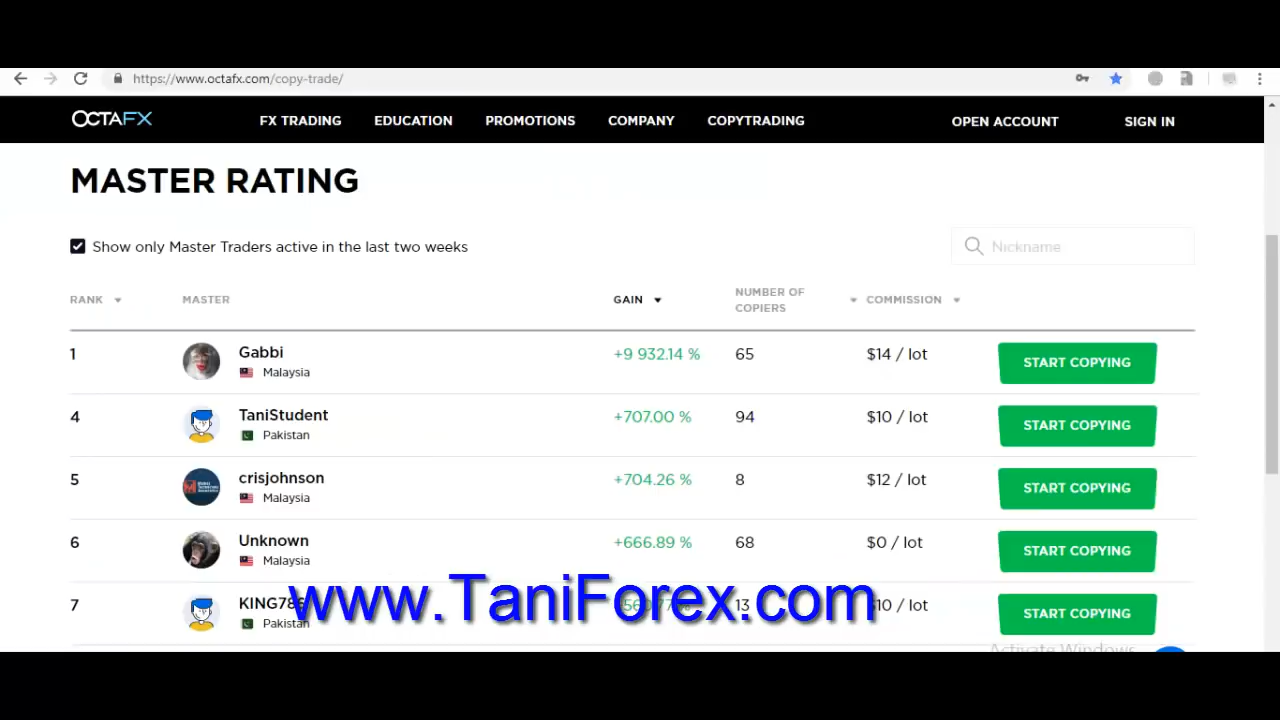 https://www.octafx.com/copy-trade/
OCTAFX FX TRADING EDUCATION PROMOTIONS COMPANY COPYTRADING OPEN ACCOUNT SIGN IN
MASTER RATING
Show only Master Traders active in the last two weeks Nickname
RANK MASTER GAIN NUMBER OF COPIERS COMMISSION
1 Gabbi +9 932.14 % 65 $14 / lot START COPYING
Malaysia
4 TaniStudent +707.00 % 94 $10 / lot START COPYING
Pakistan
5 crisjohnson +704.26 % 8 $12 / lot START COPYING
Malaysia
6 Unknown +666.89 % 68 $0 / lot START COPYING
Malaysia
7 13 $10 / lot START COPYING
Pakistan
www.TaniForex.com
Activate Windows